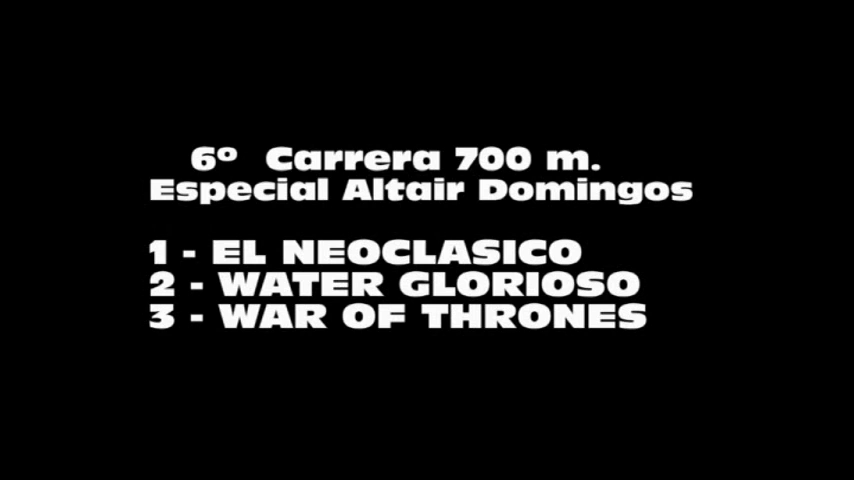 6º Carrera 700 m.
Especial Altair Domingos
1 - EL NEOCLASICO
2 - WATER GLORIOSO
3 - WAR OF THRONES